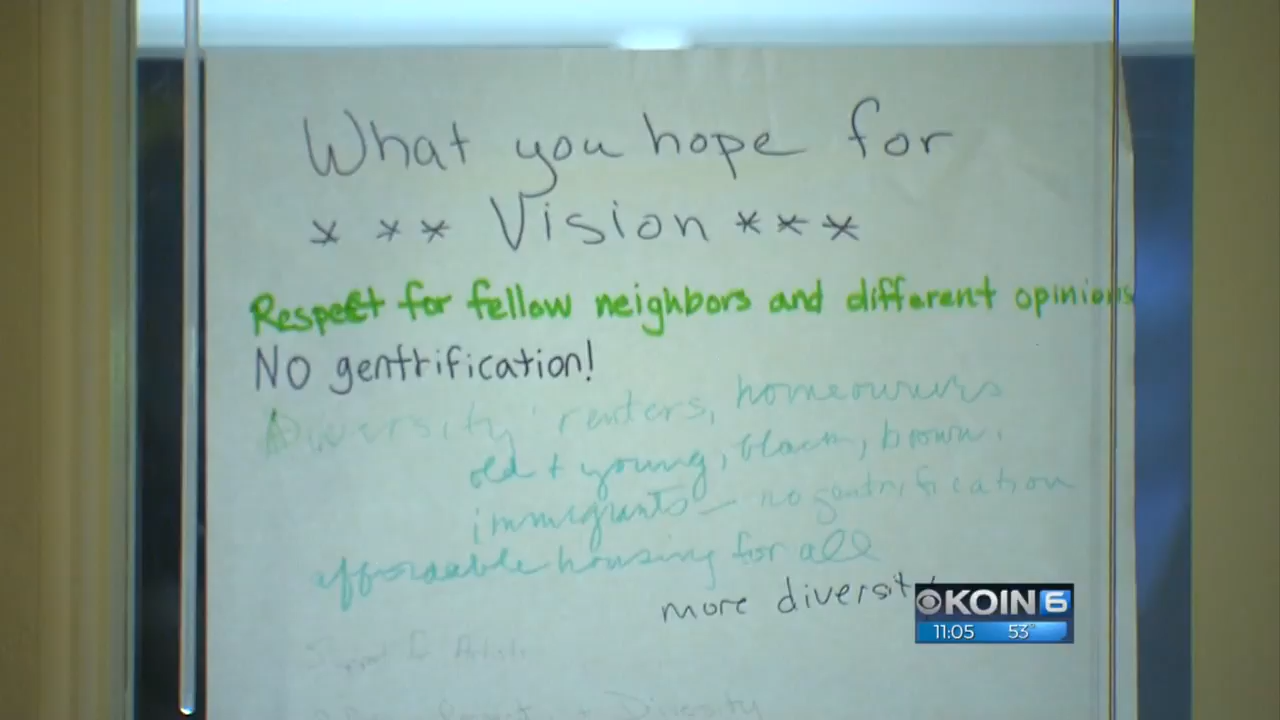 What you hope for
* * * Vision * * *
Respect for fellow neighbors and different opinions
No gentrification!
Diversity renters, homeowners
old + young, black, brown,
immigrants - no gentrification
affordable housing for all
more diversity
Diversity
KOIN 6
11:05 53°